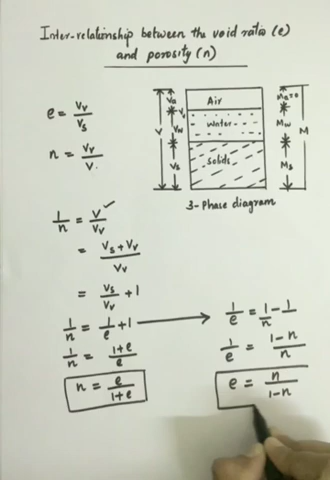 Inter-relationship between the void ratio (e)
and porosity (n)
e = Vv/Vs
n = Vv/V.
Va
V
Vv
Vw
Vs
Air
Water
Solids
Ma=0
Mw
M
Ms
3-Phase diagram
1/n = V/Vv ✓
= Vs+Vv/Vv
= Vs/Vv + 1
1/n = 1/e + 1
1/n = 1+e/e
n = e/1+e
1/e = 1/n - 1
1/e = 1-n/n
e = n/1-n